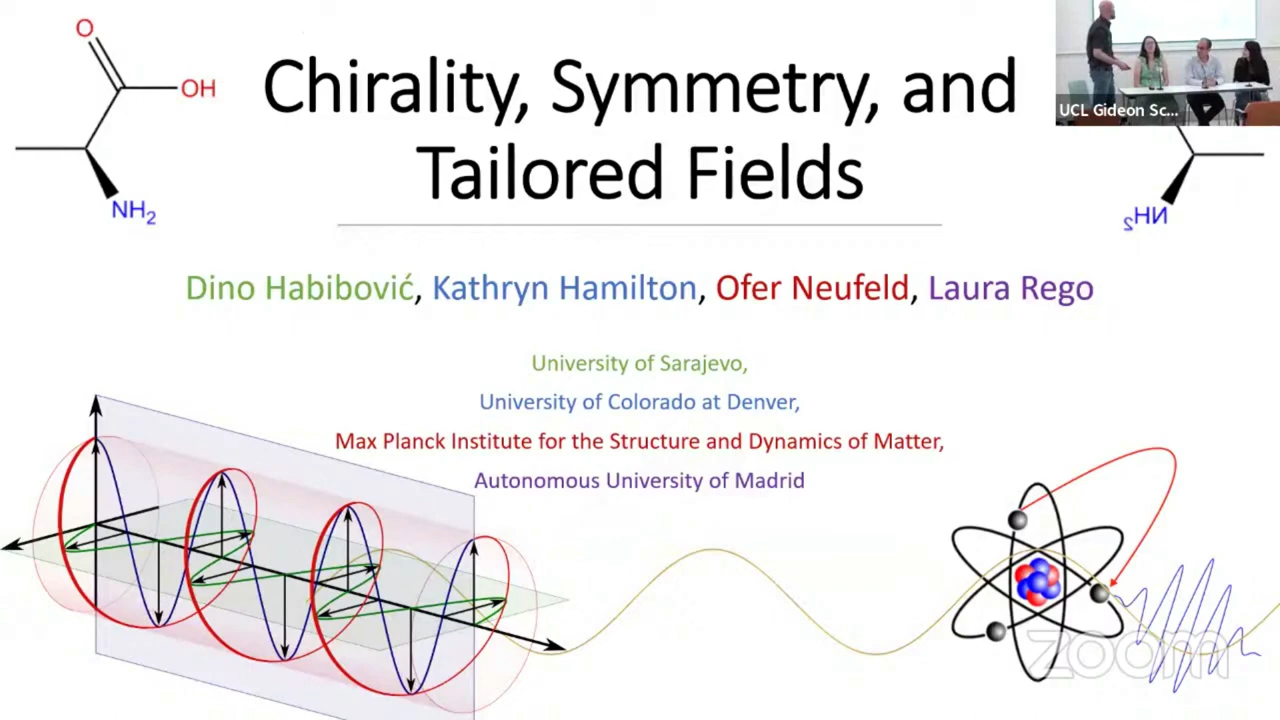 O
OH
NH2
Chirality, Symmetry, and
Tailored Fields
UCL Gideon Sc...
NH2
Dino Habibović, Kathryn Hamilton, Ofer Neufeld, Laura Rego
University of Sarajevo,
University of Colorado at Denver,
Max Planck Institute for the Structure and Dynamics of Matter,
Autonomous University of Madrid
zoom